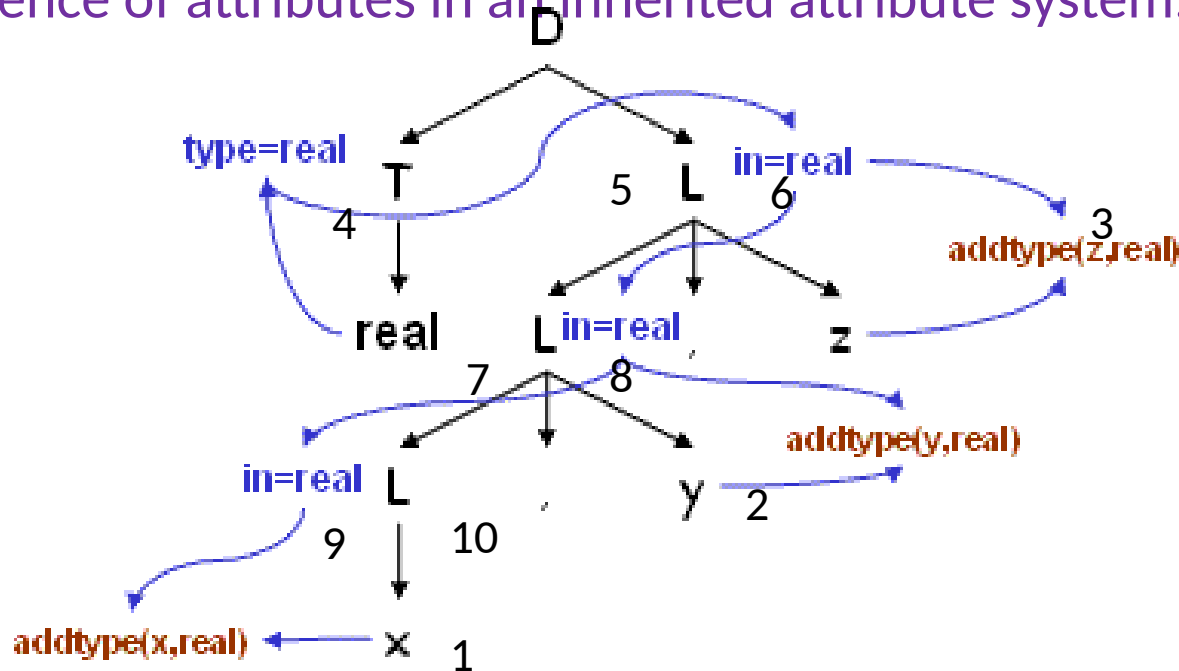 ence of attributes in an inherited attribute system.
D
type=real
T
5
L
in=real
6
4
3
addtype(z,real)
real
L
in=real
,
z
7
8
addtype(y,real)
in=real
L
,
y
2
9
10
addtype(x,real)
x
1